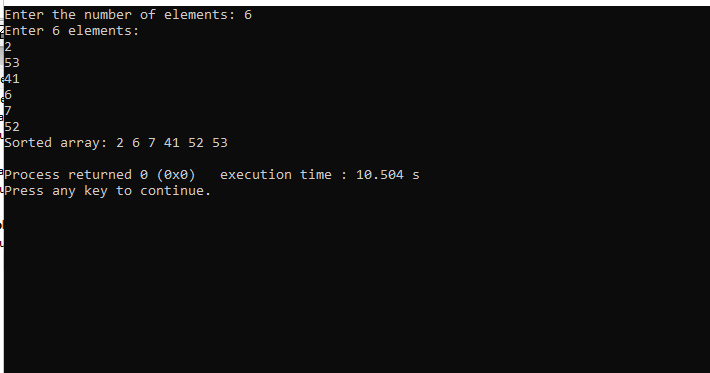 Enter the number of elements: 6
Enter 6 elements:
2
53
41
6
7
52
Sorted array: 2 6 7 41 52 53
Process returned 0 (0x0)   execution time : 10.504 s
Press any key to continue.